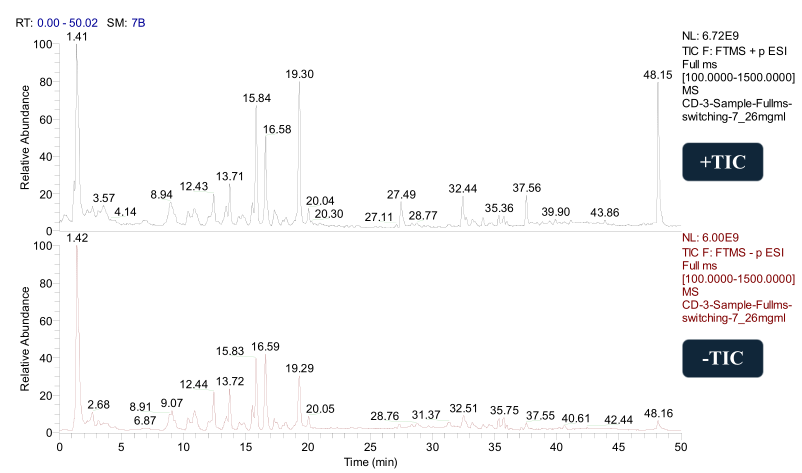 RT: 0.00 - 50.02 SM: 7B
1.41
NL: 6.72E9
TIC F: FTMS + p ESI
Full ms
[100.0000-1500.0000]
MS
CD-3-Sample-Fullms-
switching-7_26mgml
+TIC
100
80
60
40
20
0
Relative Abundance
3.57
4.14
8.94
12.43
13.71
15.84
16.58
19.30
20.04
20.30
27.11
27.49
28.77
32.44
35.36
37.56
39.90
43.86
48.15
1.42
NL: 6.00E9
TIC F: FTMS - p ESI
Full ms
[100.0000-1500.0000]
MS
CD-3-Sample-Fullms-
switching-7_26mgml
-TIC
100
80
60
40
20
0
Relative Abundance
2.68
6.87
8.91
9.07
12.44
13.72
15.83
16.59
19.29
20.05
28.76
31.37
32.51
35.75
37.55
40.61
42.44
48.16
0 5 10 15 20 25 30 35 40 45 50
Time (min)